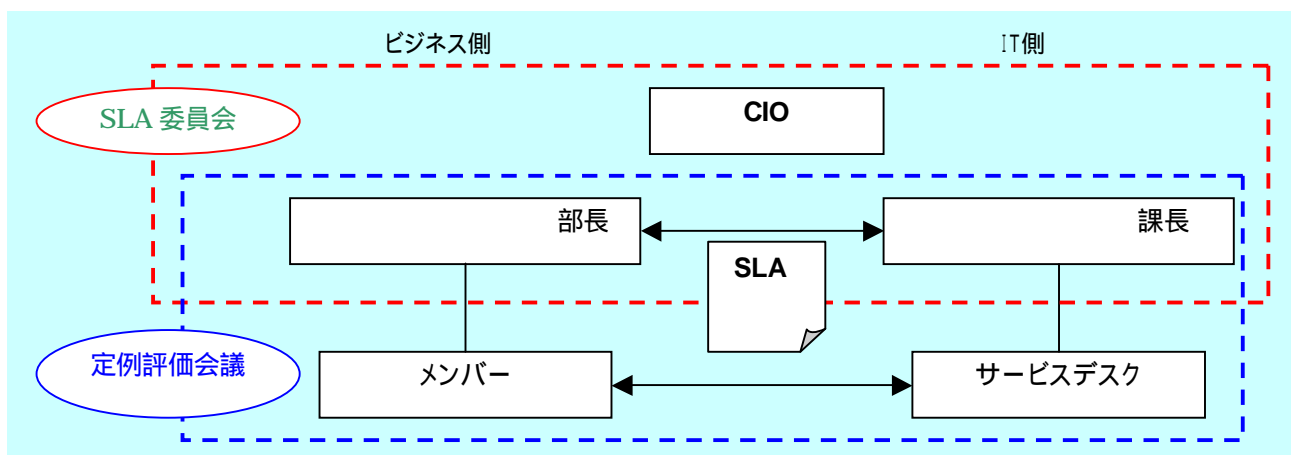 ビジネス側
IT側
SLA 委員会
CIO
部長
課長
SLA
定例評価会議
メンバー
サービスデスク